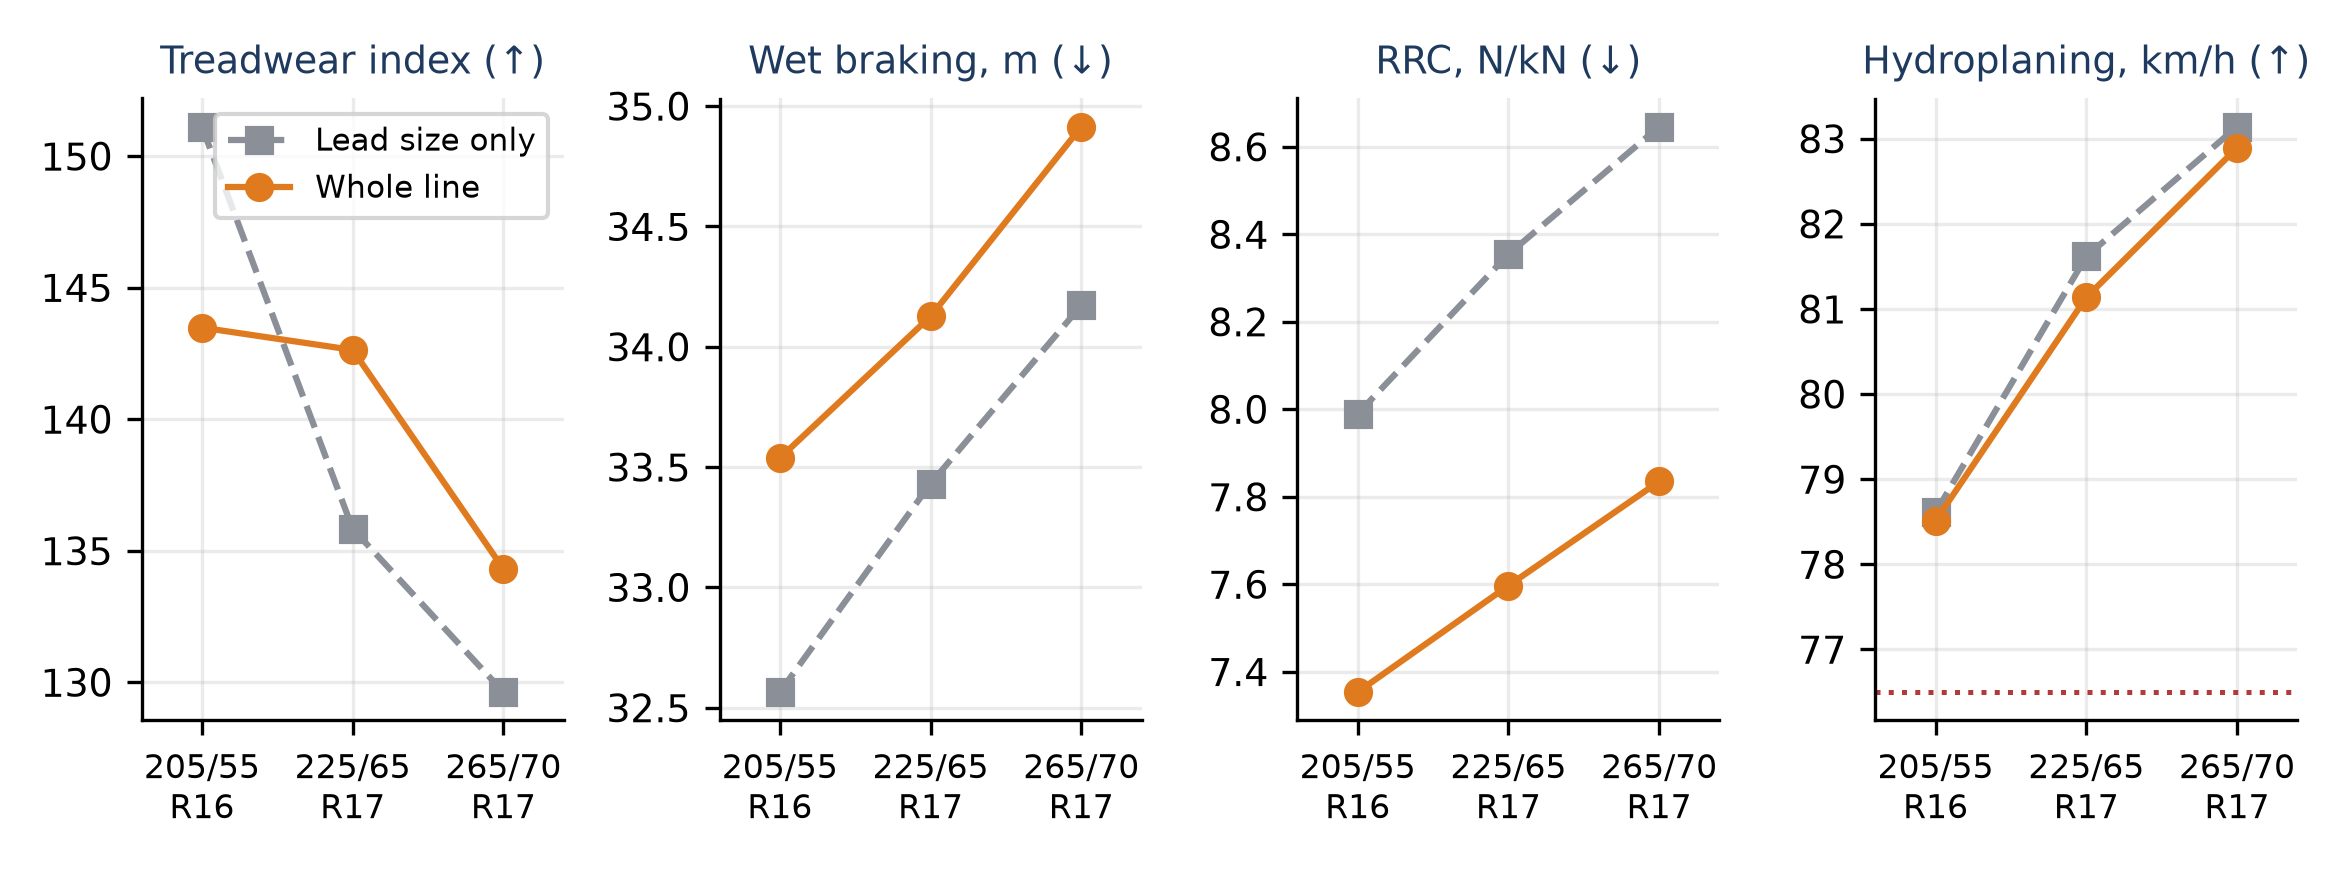 Treadwear index (↑)
150
145
140
135
130
Lead size only
Whole line
205/55 225/65 265/70
R16 R17 R17
Wet braking, m (↓)
35.0
34.5
34.0
33.5
33.0
32.5
205/55 225/65 265/70
R16 R17 R17
RRC, N/kN (↓)
8.6
8.4
8.2
8.0
7.8
7.6
7.4
205/55 225/65 265/70
R16 R17 R17
Hydroplaning, km/h (↑)
83
82
81
80
79
78
77
205/55 225/65 265/70
R16 R17 R17